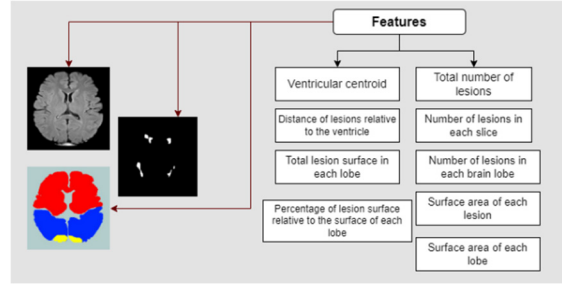 Features
Ventricular centroid
Distance of lesions relative
to the ventricle
Total lesion surface in
each lobe
Percentage of lesion surface
relative to the surface of each
lobe
Total number of
lesions
Number of lesions in
each slice
Number of lesions in
each brain lobe
Surface area of each
lesion
Surface area of each
lobe